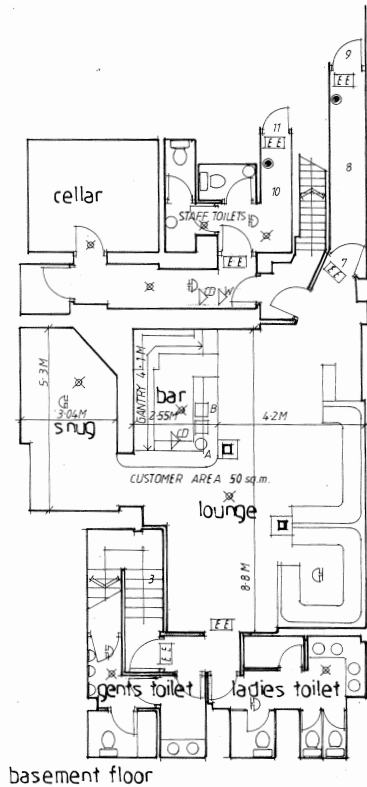 9
EE
11
EE
8
10
cellar
STAFF TOILETS
EE
7
EE
CD
5·3M
GANTRY 4·1M
bar
B
3·04M
2·55M
4·2M
snug
CD
A
CUSTOMER AREA 50 sq.m.
lounge
3
8·8M
EE
EE
gents toilet
ladies toilet
basement floor